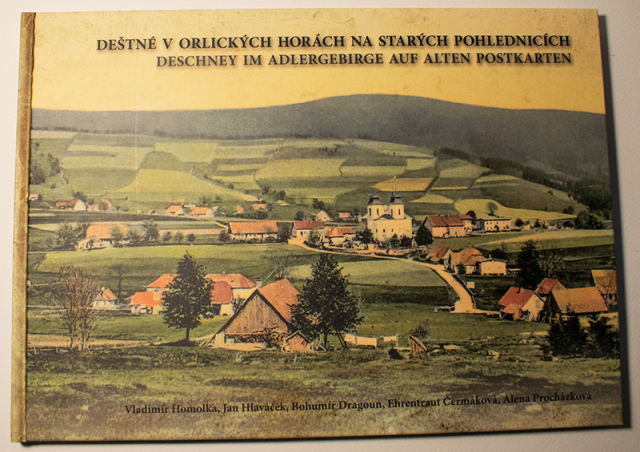 DEŠTNÉ V ORLICKÝCH HORÁCH NA STARÝCH POHLEDNICÍCH
DESCHNEY IM ADLERGEBIRGE AUF ALTEN POSTKARTEN
Vladimír Homolka, Jan Hlaváček, Bohumír Dragoun, Ehrentraut Čermáková, Alena Procházková